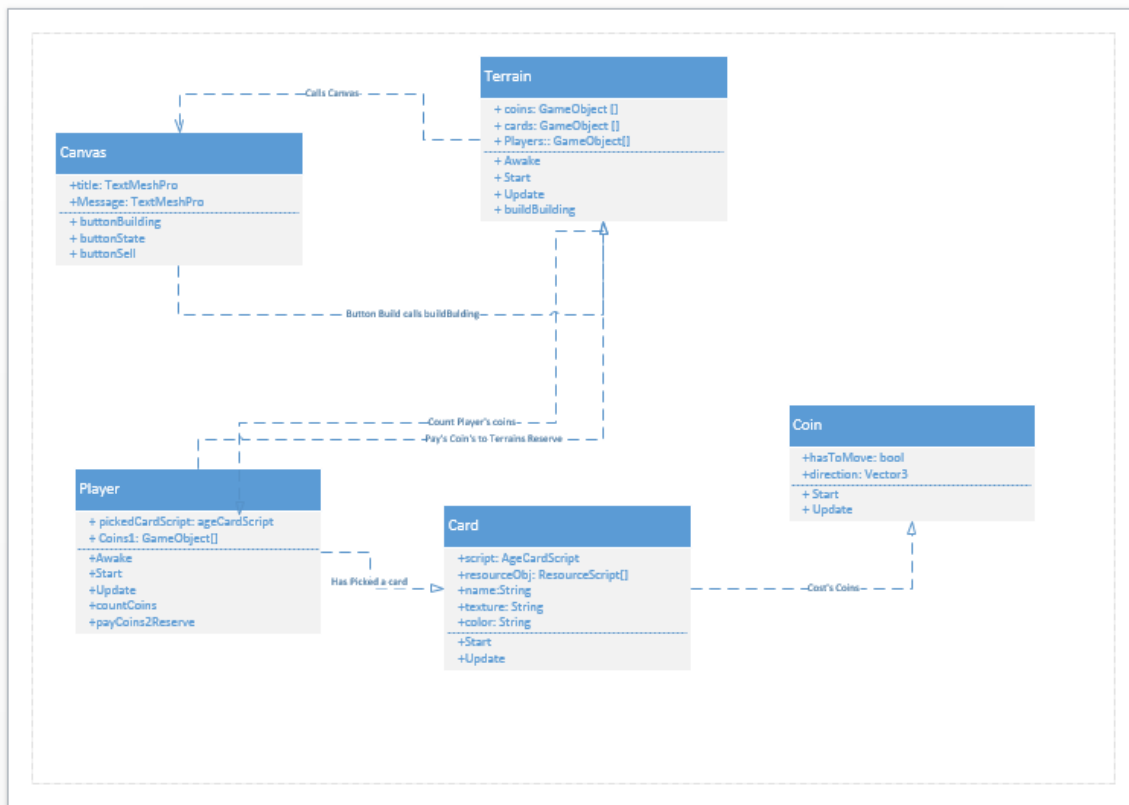 Terrain
+ coins: GameObject []
+ cards: GameObject []
+ Players:: GameObject[]
+ Awake
+ Start
+ Update
+ buildBuilding
Calls Canvas
Canvas
+title: TextMeshPro
+Message: TextMeshPro
+ buttonBuilding
+ buttonState
+ buttonSell
Button Build calls buildBulding
Count Player's coins
Pay's Coin's to Terrains Reserve
Coin
+hasToMove: bool
+direction: Vector3
+ Start
+ Update
Player
+ pickedCardScript: ageCardScript
+ Coins1: GameObject[]
+Awake
+Start
+Update
+countCoins
+payCoins2Reserve
Has Picked a card
Card
+script: AgeCardScript
+resourceObj: ResourceScript[]
+name:String
+texture: String
+color: String
+Start
+Update
Cost's Coins